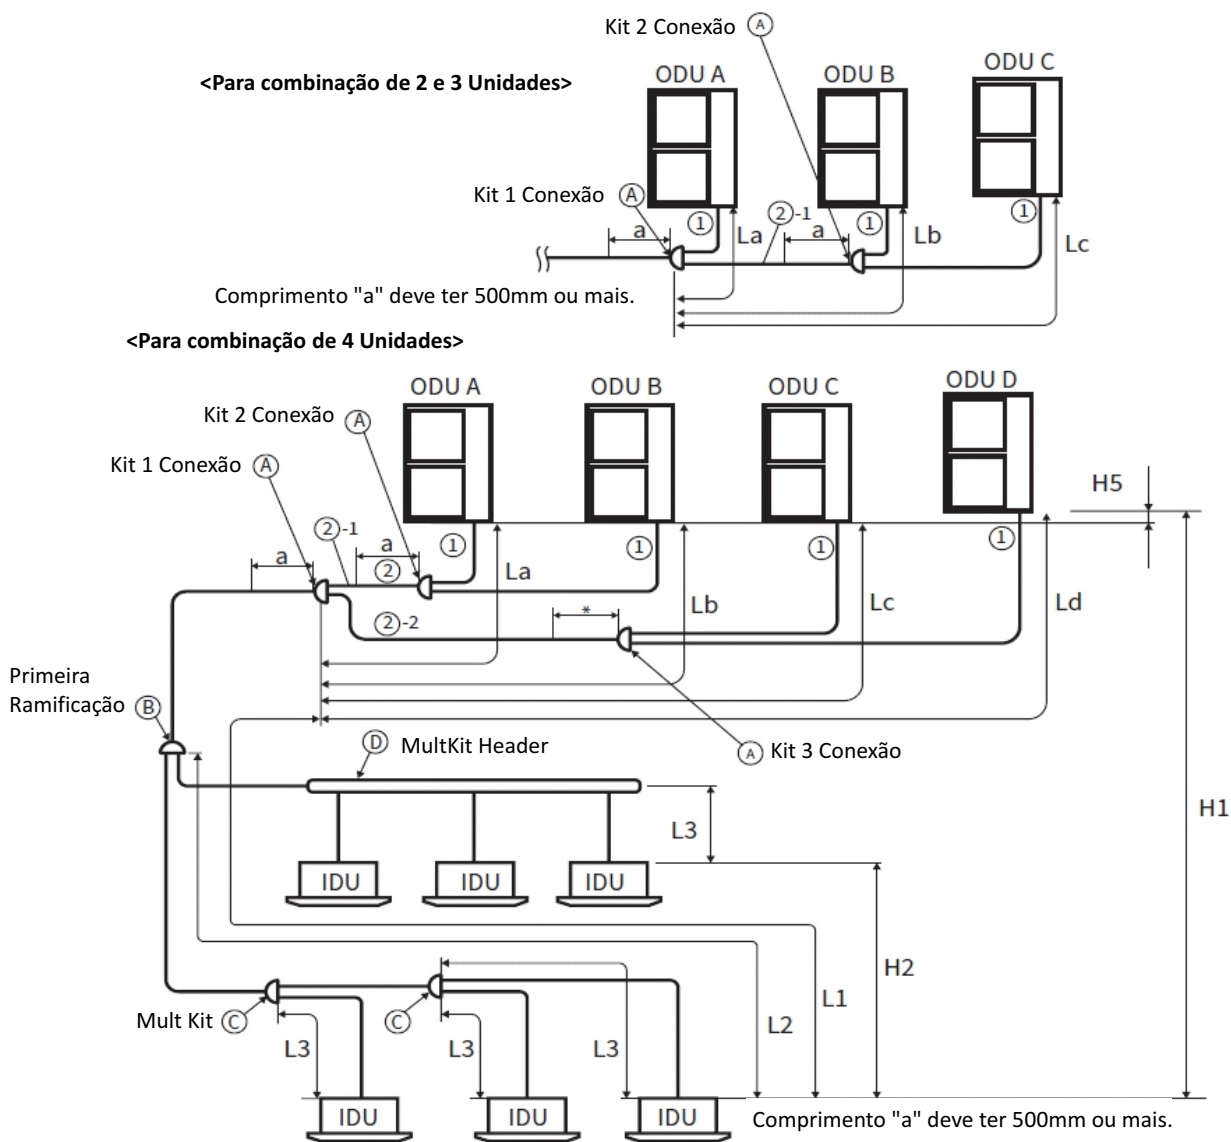 Kit 2 Conexão A
<Para combinação de 2 e 3 Unidades>
ODU A
ODU B
ODU C
Kit 1 Conexão A
a
1
La
2-1
a
1
Lb
1
Lc
Comprimento "a" deve ter 500mm ou mais.
<Para combinação de 4 Unidades>
ODU A
ODU B
ODU C
ODU D
Kit 2 Conexão A
Kit 1 Conexão A
H5
2-1
a
a
2
1
1
1
1
La
Lb
Lc
Ld
2-2
*
Primeira
Ramificação B
D MultKit Header
A Kit 3 Conexão
H1
L3
IDU
IDU
IDU
H2
L1
L2
Mult Kit C
C
L3
L3
L3
IDU
IDU
IDU
Comprimento "a" deve ter 500mm ou mais.